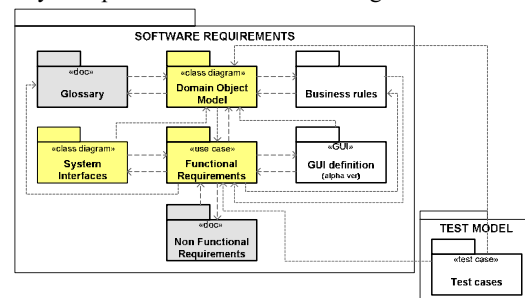 SOFTWARE REQUIREMENTS
«doc»
Glossary
«class diagram»
Domain Object
Model
Business rules
«class diagram»
System
Interfaces
«use case»
Functional
Requirements
«GUI»
GUI definition
(alpha ver)
«doc»
Non Functional
Requirements
TEST MODEL
«test case»
Test cases